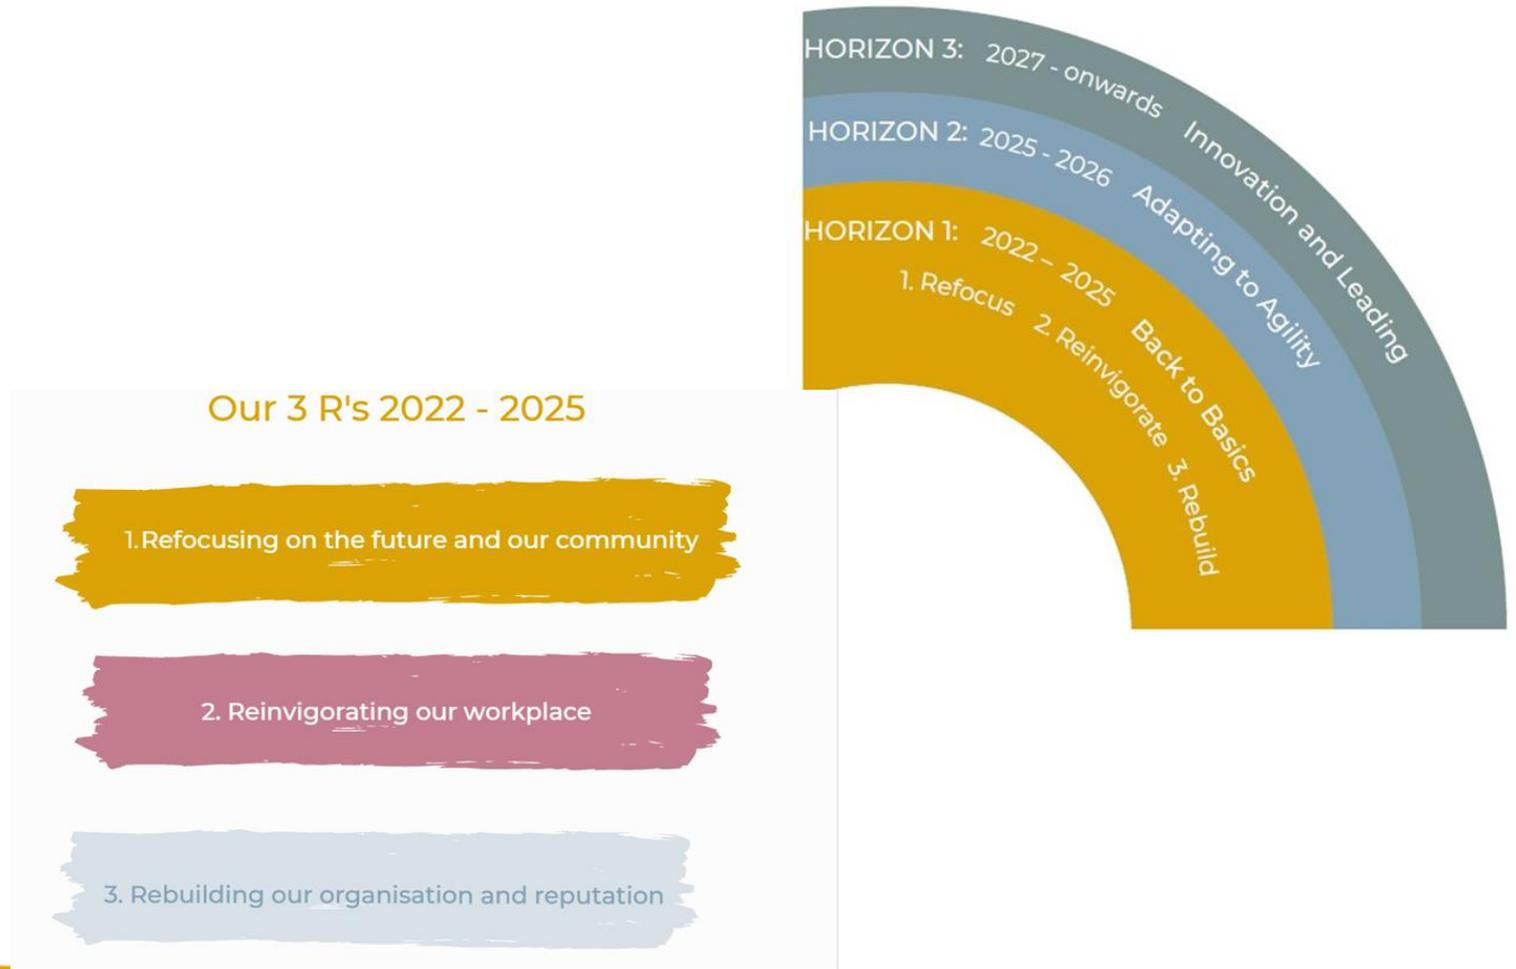 HORIZON 3: 2027 - onwards Innovation and Leading
HORIZON 2: 2025 - 2026 Adapting to Agility
HORIZON 1: 2022 – 2025 Back to Basics
1. Refocus 2. Reinvigorate 3. Rebuild
Our 3 R's 2022 - 2025
1.Refocusing on the future and our community
2. Reinvigorating our workplace
3. Rebuilding our organisation and reputation